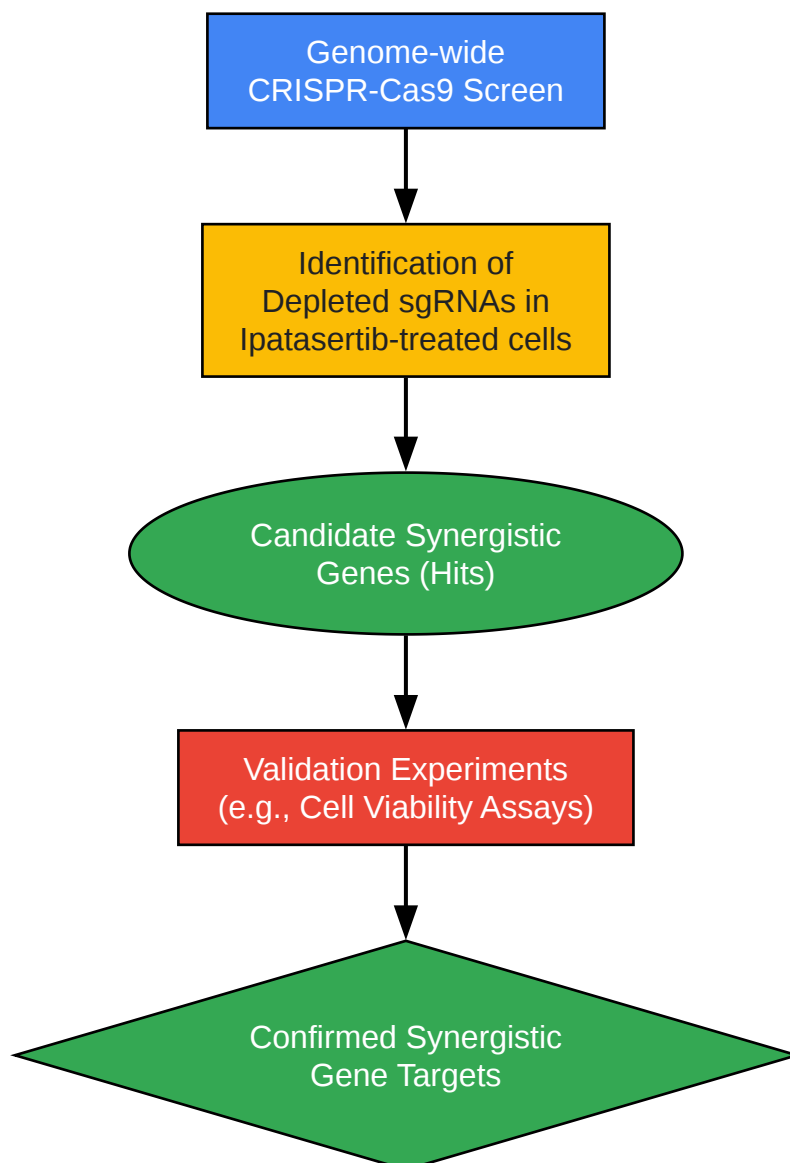 Genome-wide
CRISPR-Cas9 Screen
Identification of
Depleted sgRNAs in
Ipatasertib-treated cells
Candidate Synergistic
Genes (Hits)
Validation Experiments
(e.g., Cell Viability Assays)
Confirmed Synergistic
Gene Targets